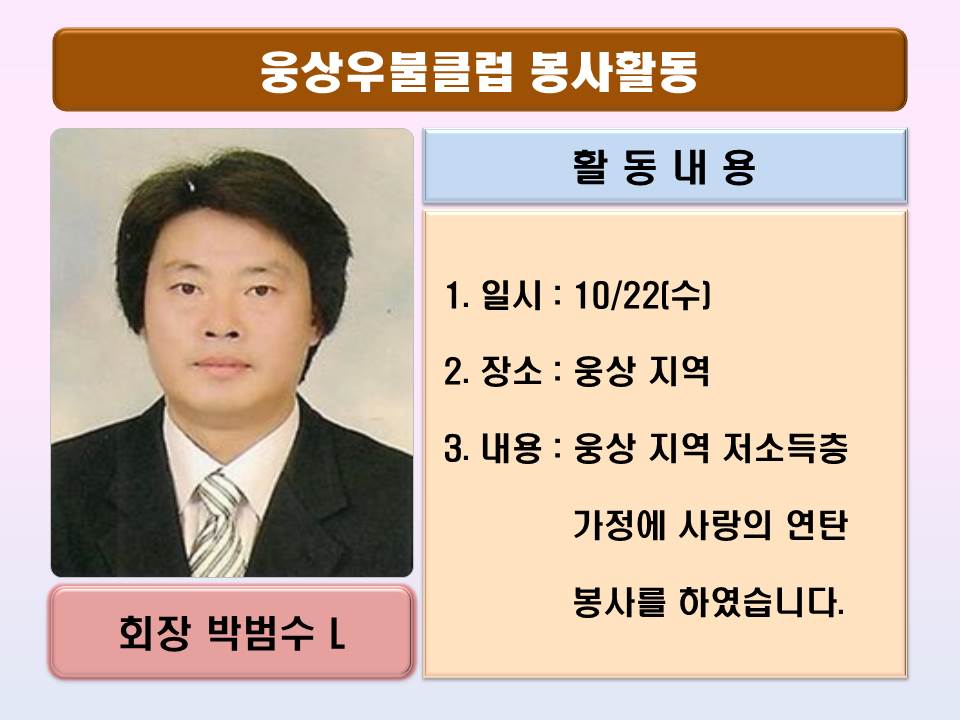 웅상우불클럽 봉사활동
활 동 내 용
1. 일시 : 10/22(수)
2. 장소 : 웅상 지역
3. 내용 : 웅상 지역 저소득층
가정에 사랑의 연탄
봉사를 하였습니다.
회장 박범수 L